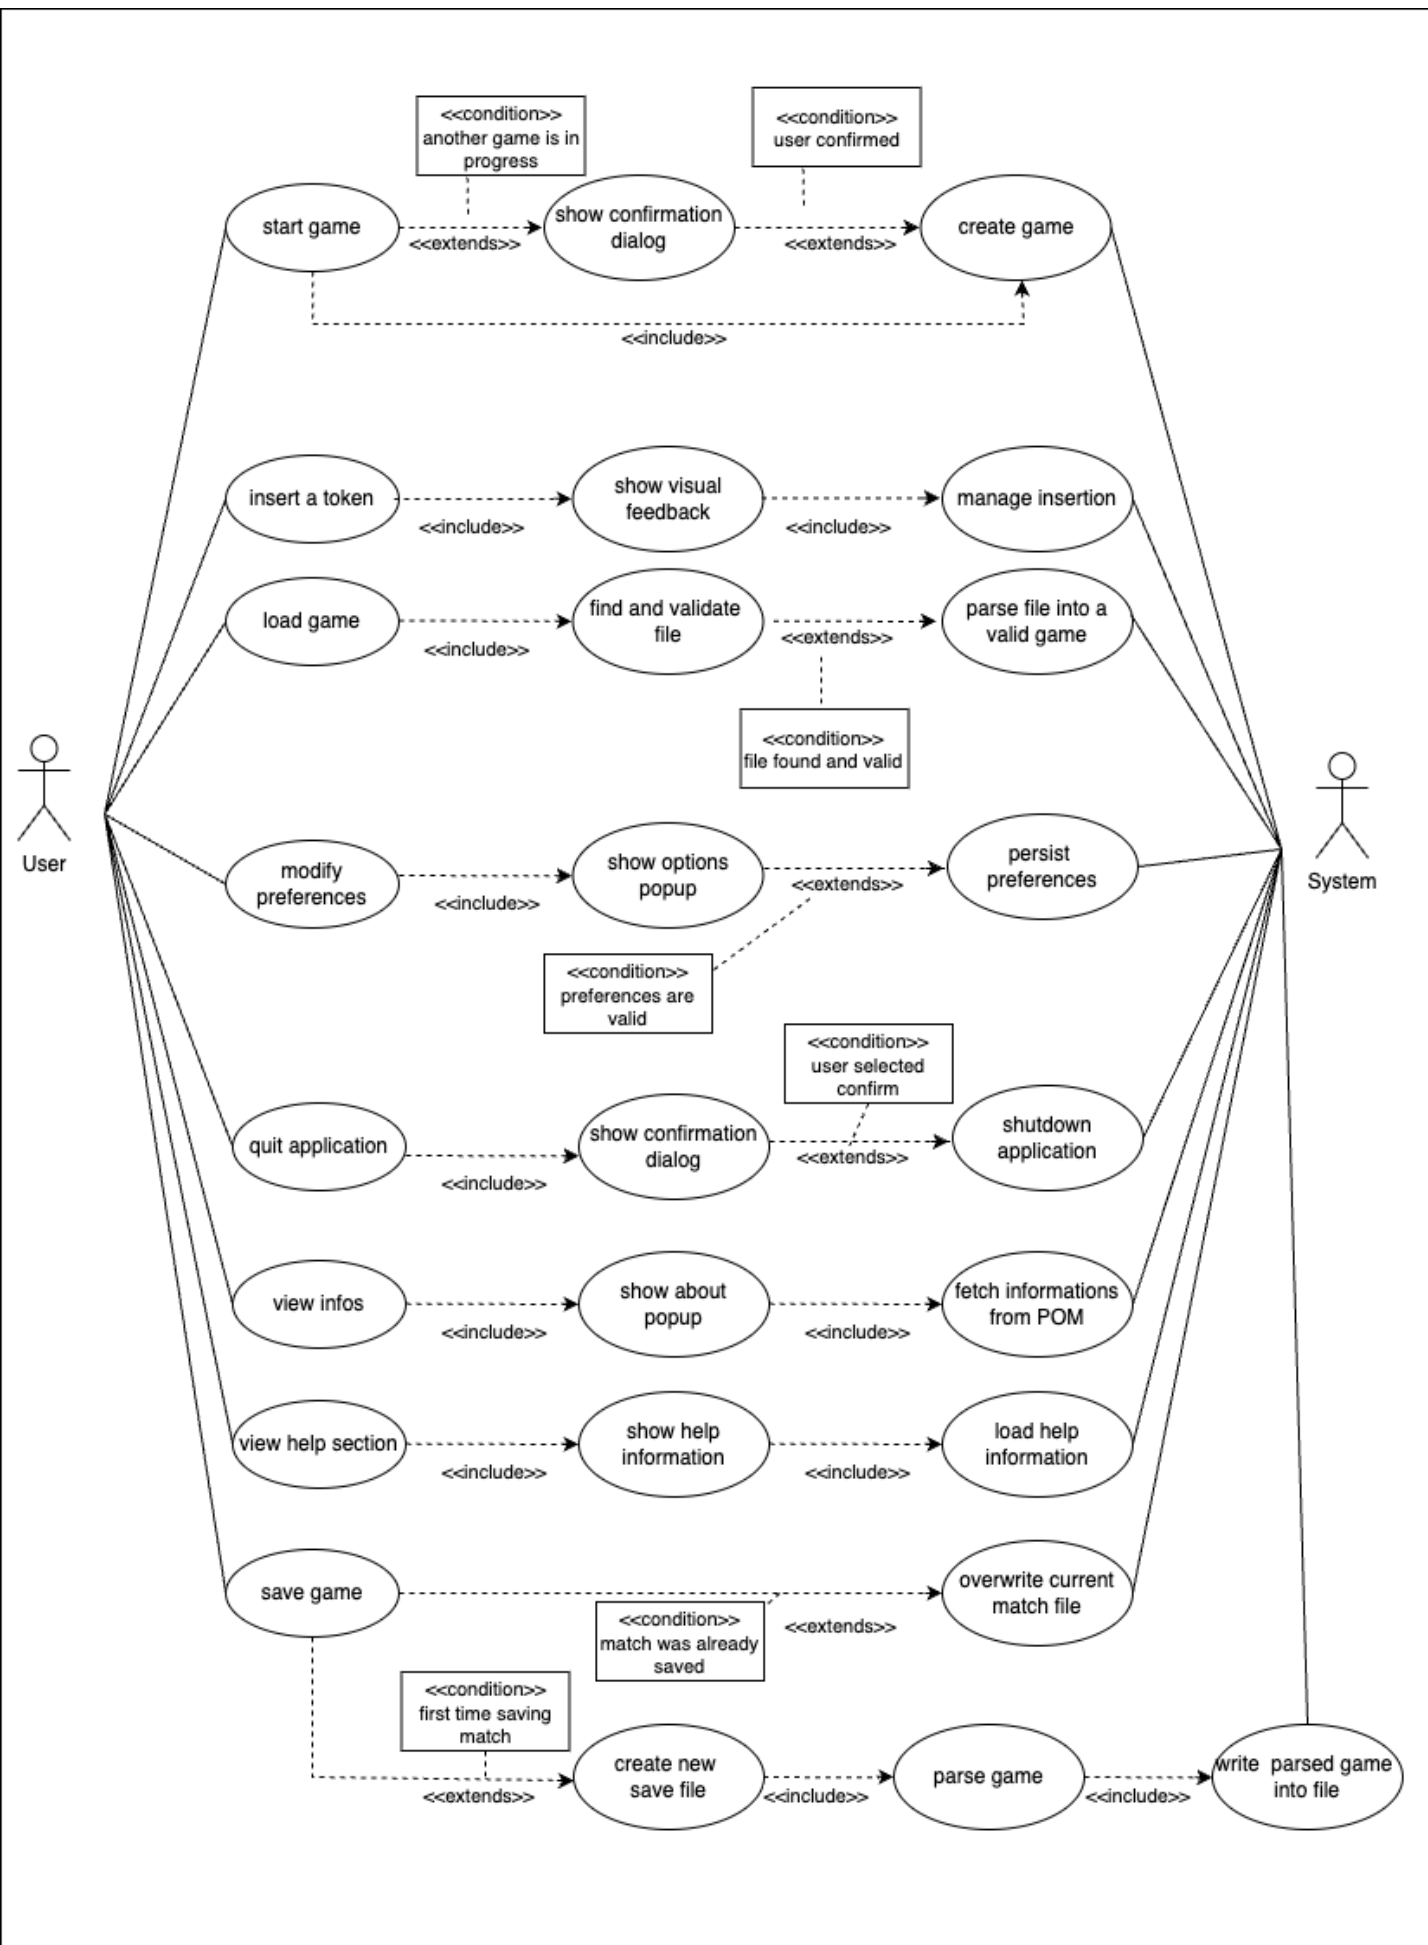 <<condition>>
another game is in
progress
<<condition>>
user confirmed
start game
<<extends>>
show confirmation
dialog
<<extends>>
create game
<<include>>
insert a token
<<include>>
show visual
feedback
<<include>>
manage insertion
load game
<<include>>
find and validate
file
<<extends>>
parse file into a
valid game
<<condition>>
file found and valid
User
System
modify
preferences
<<include>>
show options
popup
<<extends>>
persist
preferences
<<condition>>
preferences are
valid
<<condition>>
user selected
confirm
quit application
<<include>>
show confirmation
dialog
<<extends>>
shutdown
application
view infos
<<include>>
show about
popup
<<include>>
fetch informations
from POM
view help section
<<include>>
show help
information
<<include>>
load help
information
save game
<<condition>>
match was already
saved
<<extends>>
overwrite current
match file
<<condition>>
first time saving
match
<<extends>>
create new
save file
<<include>>
parse game
<<include>>
write parsed game
into file